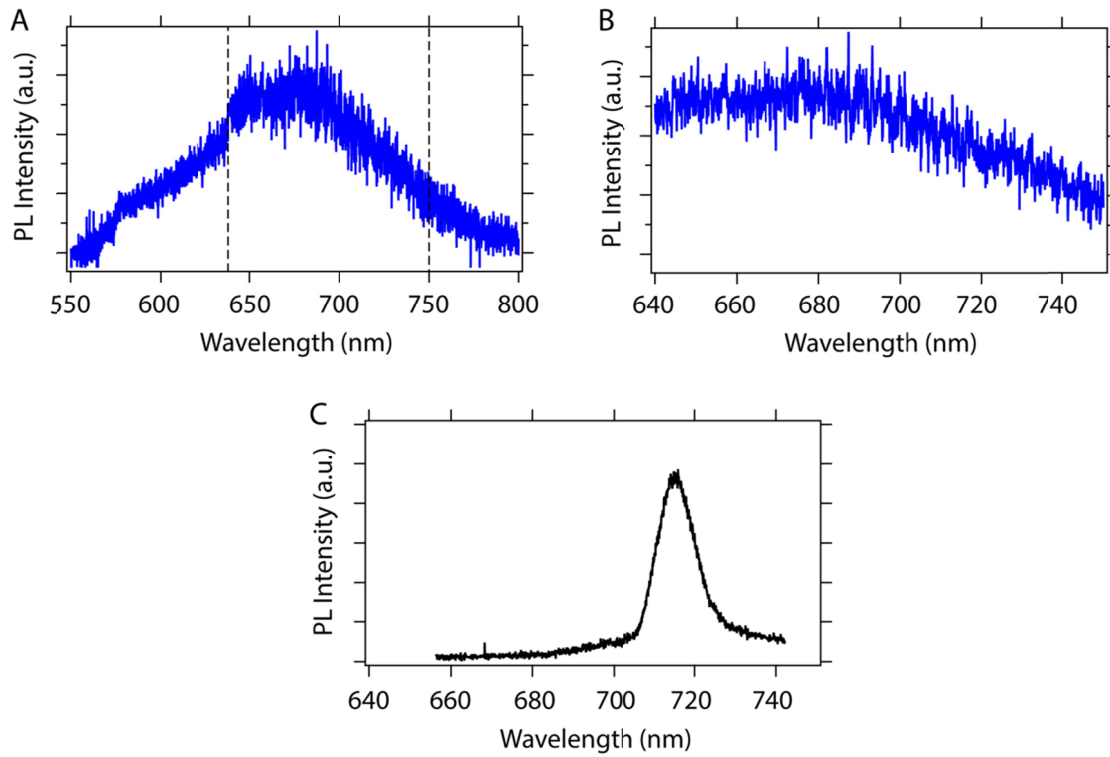 A
PL Intensity (a.u.)
550 600 650 700 750 800
Wavelength (nm)
B
PL Intensity (a.u.)
640 660 680 700 720 740
Wavelength (nm)
C
PL Intensity (a.u.)
640 660 680 700 720 740
Wavelength (nm)